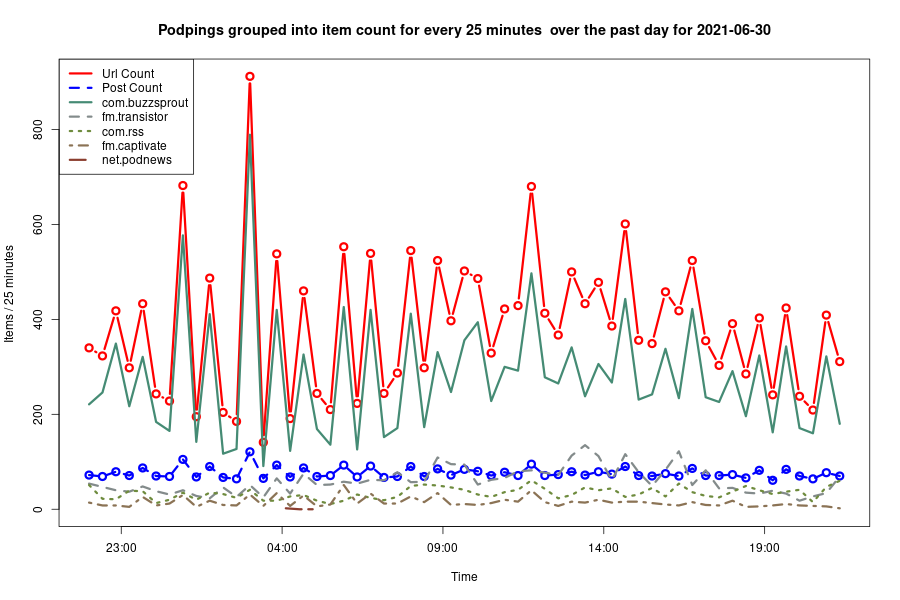 Podpings grouped into item count for every 25 minutes  over the past day for 2021-06-30
Url Count
Post Count
com.buzzsprout
fm.transistor
com.rss
fm.captivate
net.podnews
Items / 25 minutes
800
600
400
200
0
23:00 04:00 09:00 14:00 19:00
Time